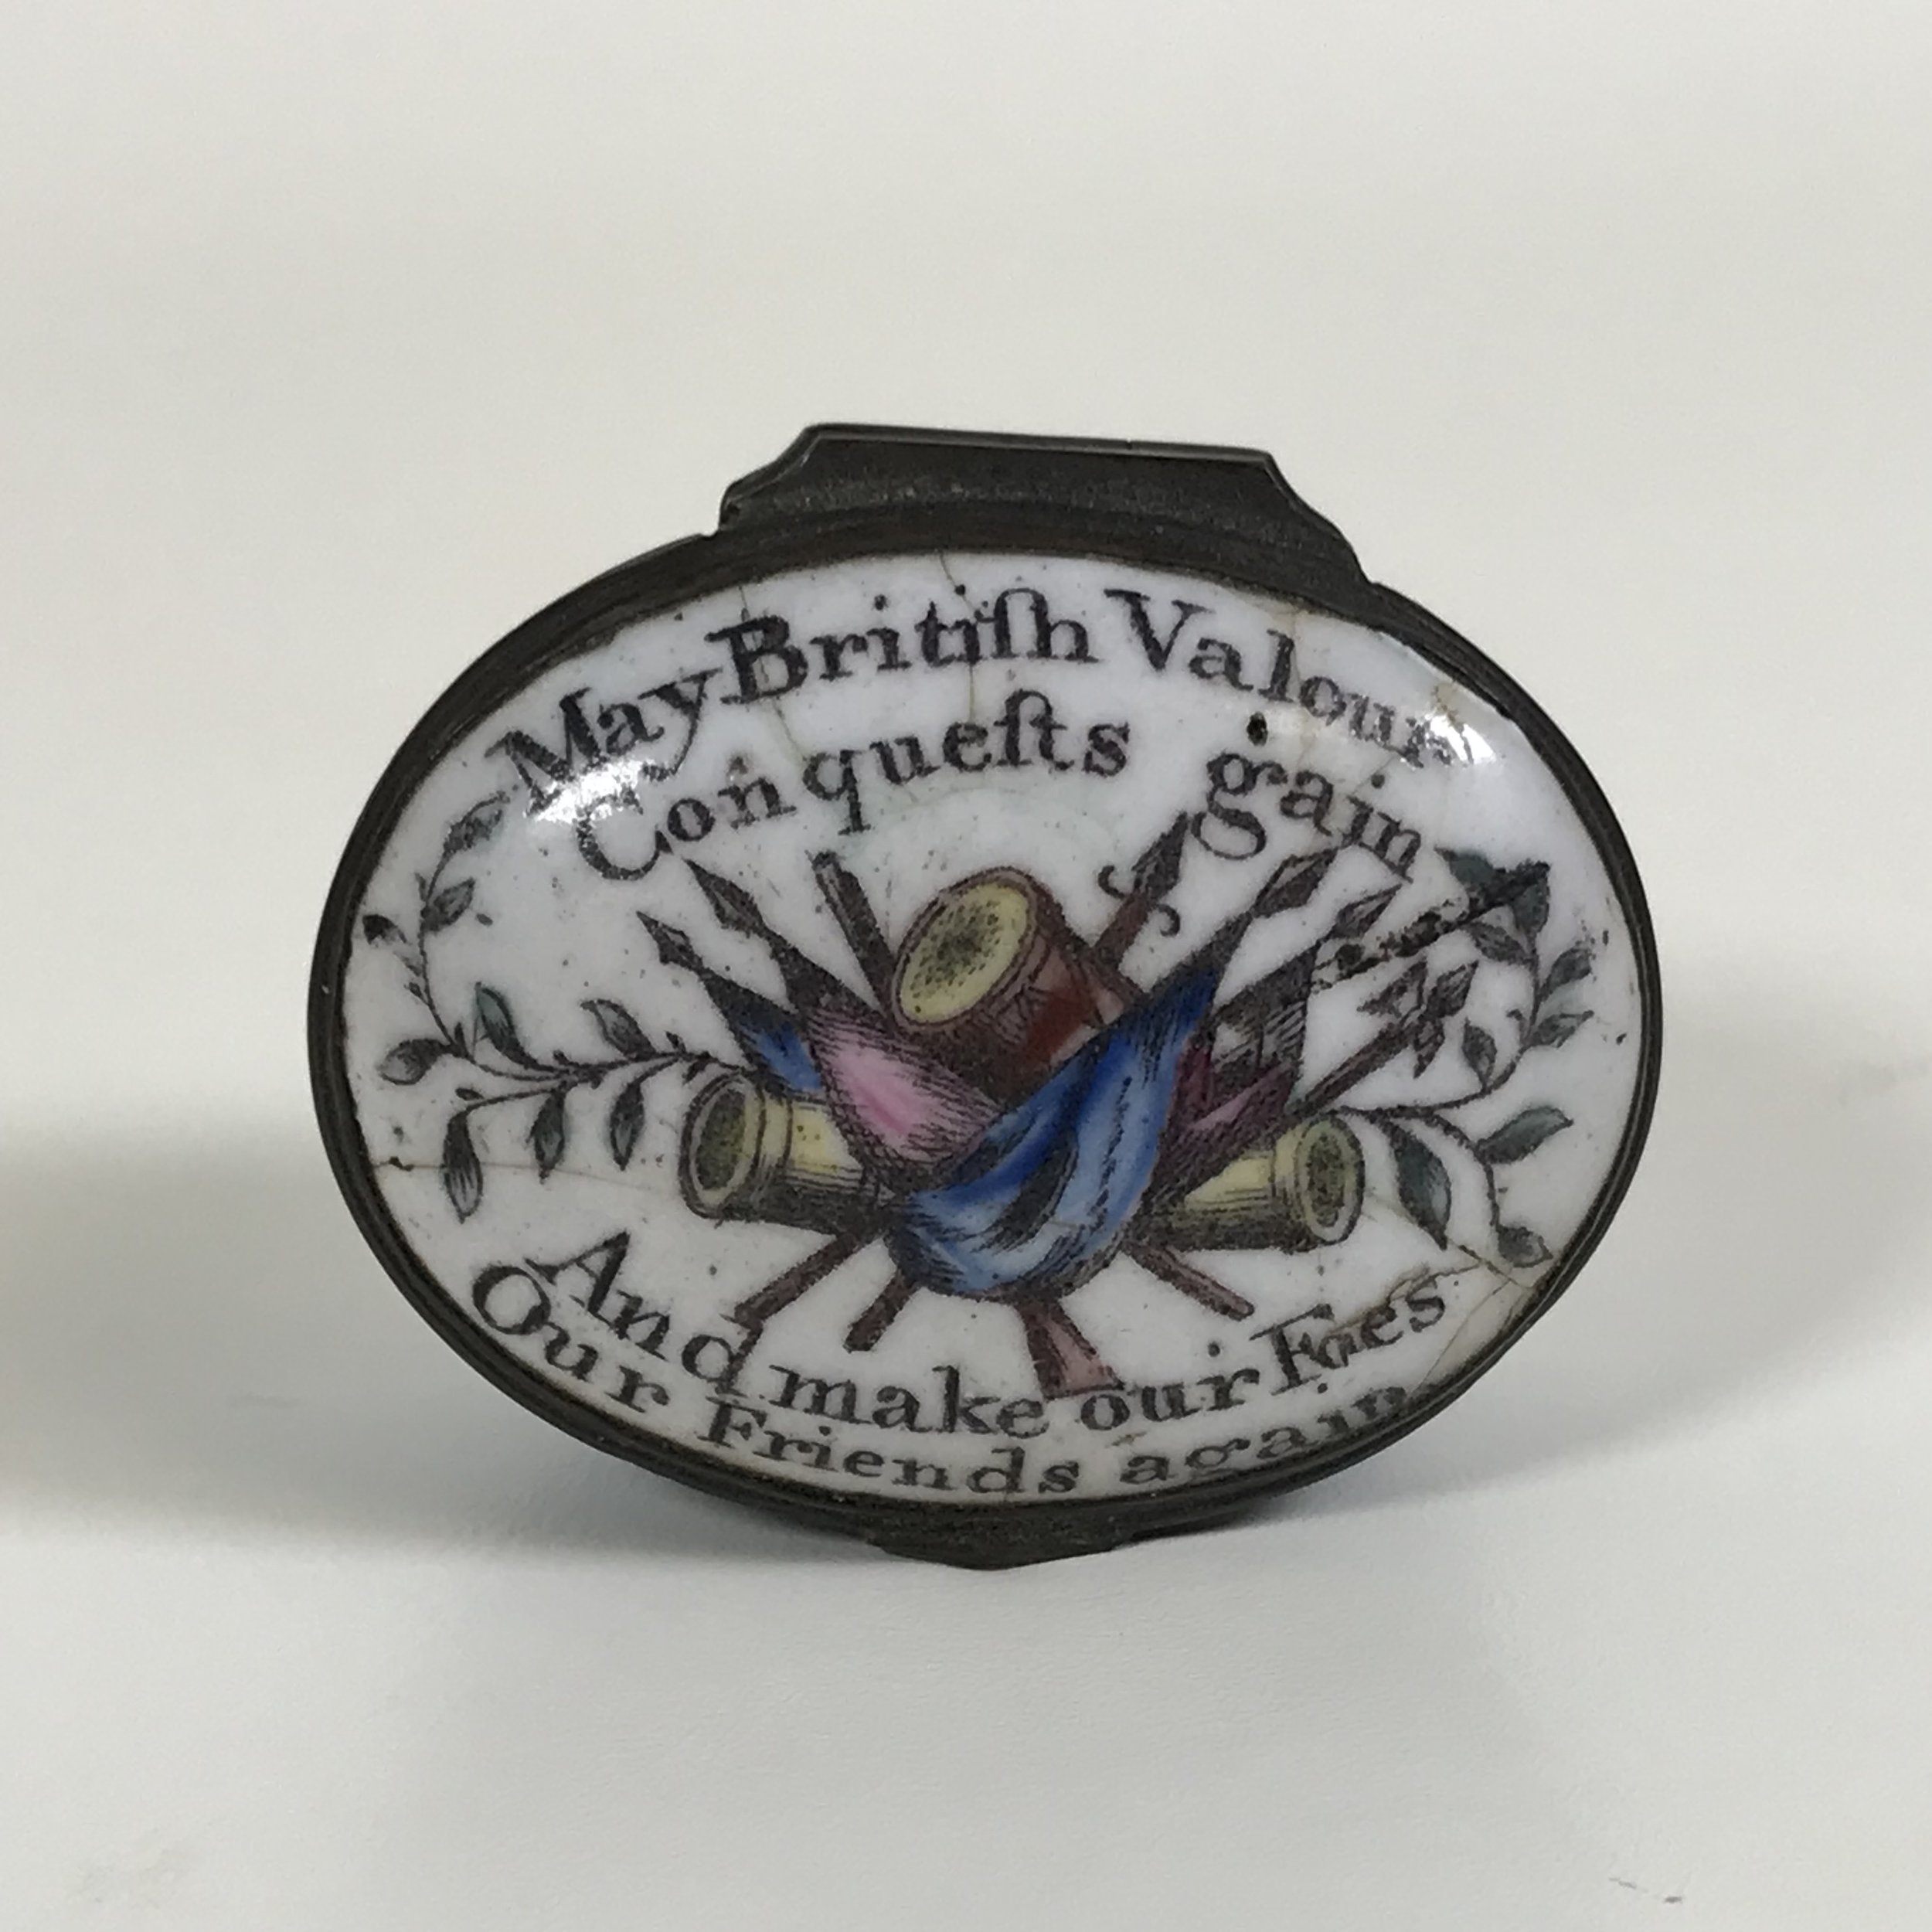 May Britiſh Valour
Conqueſts gain
And make our Foes
Our Friends again